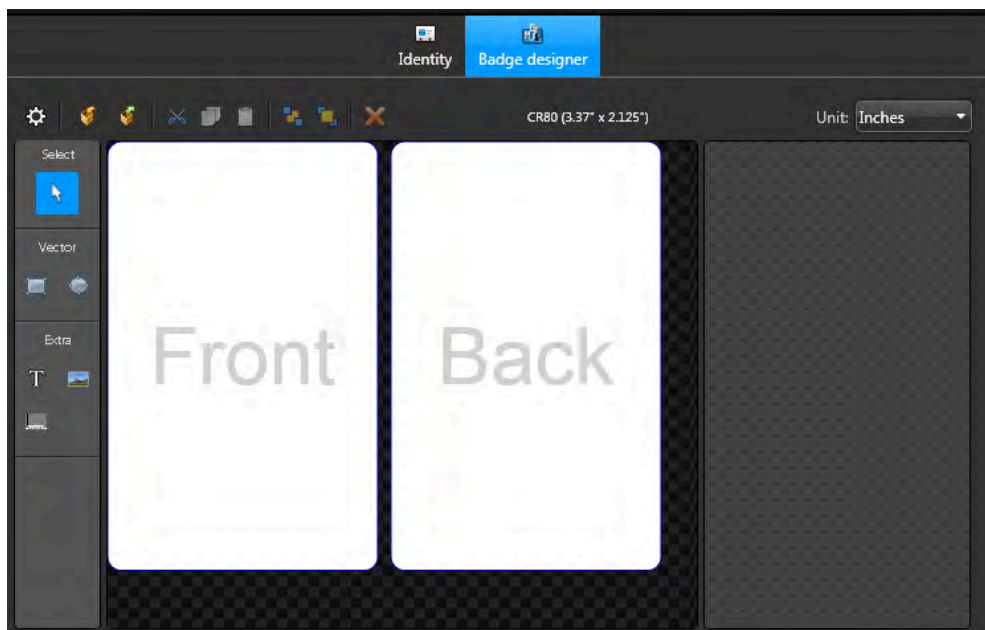 Identity
Badge designer
CR80 (3.37" x 2.125")
Unit: Inches
Select
Vector
Extra
T
Front
Back